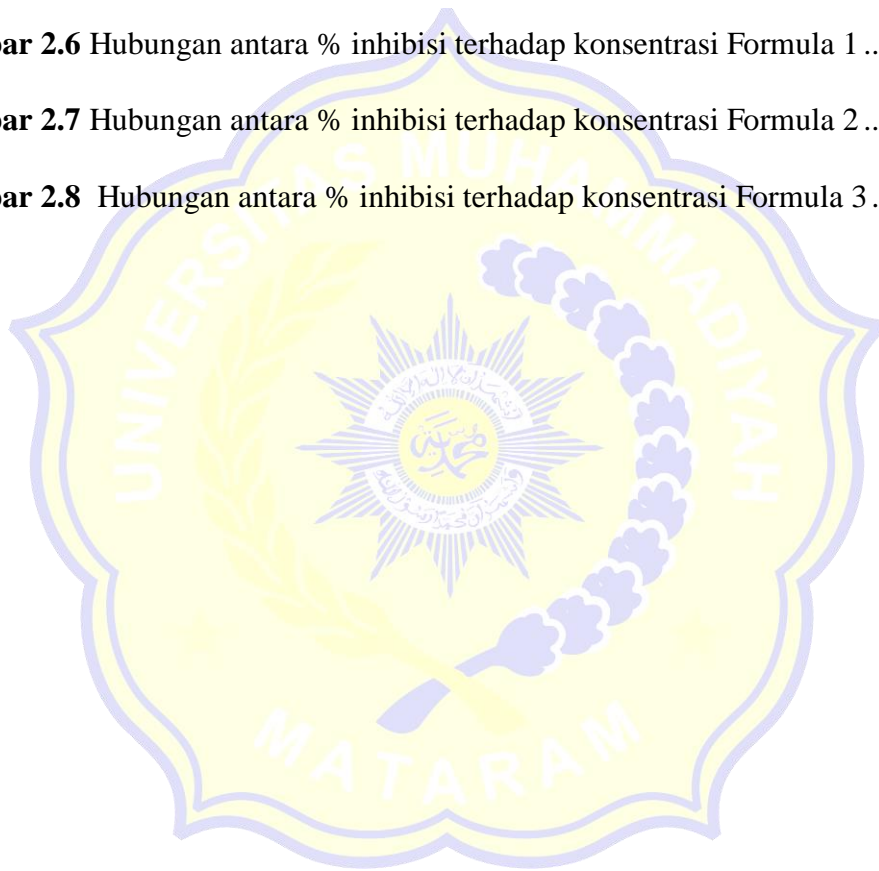 bar 2.6 Hubungan antara % inhibisi terhadap konsentrasi Formula 1 ..
bar 2.7 Hubungan antara % inhibisi terhadap konsentrasi Formula 2 ..
bar 2.8 Hubungan antara % inhibisi terhadap konsentrasi Formula 3 .
UNIVERSITAS MUHAMMADIYAH
MATARAM